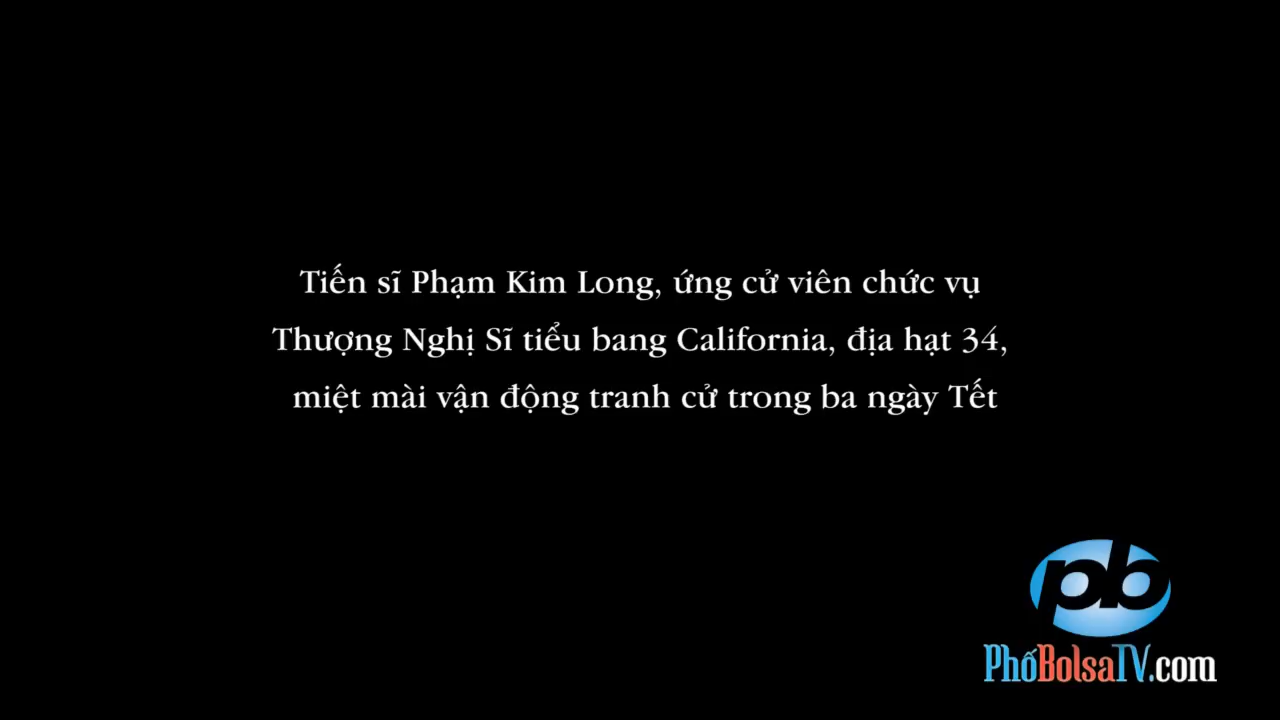 Tiến sĩ Phạm Kim Long, ứng cử viên chức vụ
Thượng Nghị Sĩ tiểu bang California, địa hạt 34,
miệt mài vận động tranh cử trong ba ngày Tết
pb
PhốBolsaTV.com